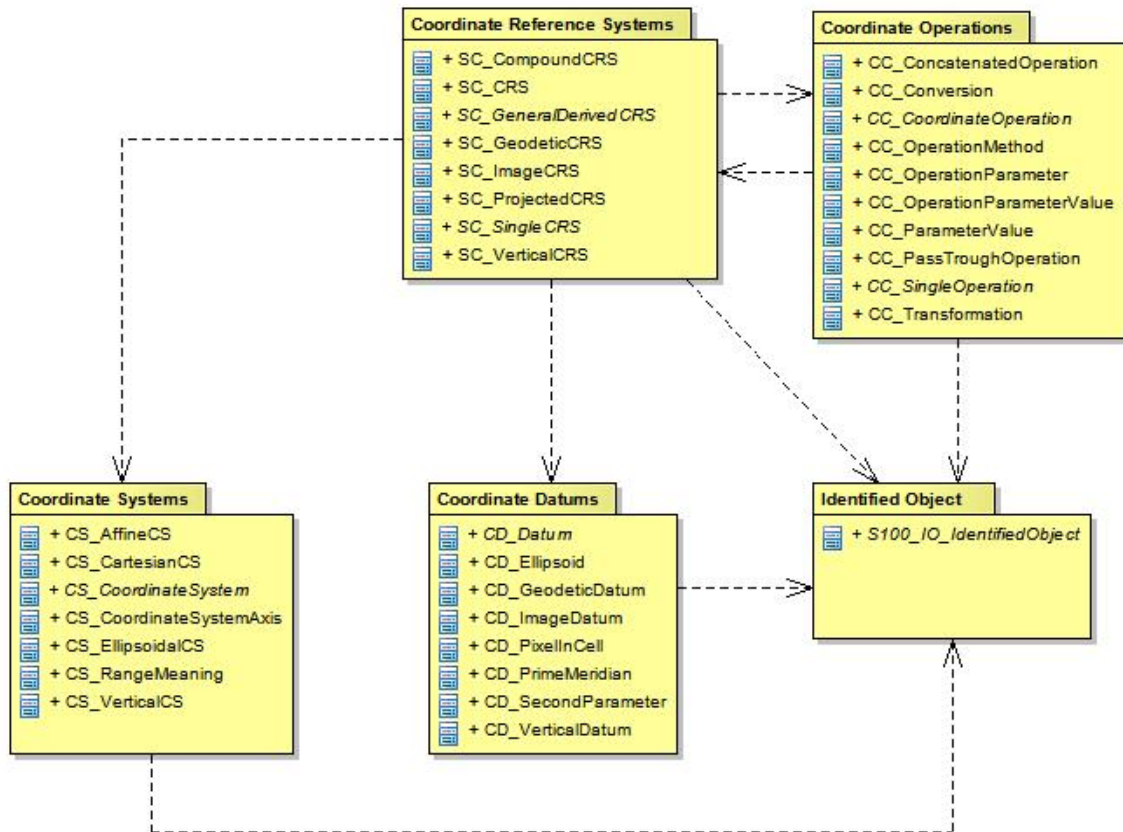 Coordinate Reference Systems
+ SC_CompoundCRS
+ SC_CRS
+ SC_GeneralDerivedCRS
+ SC_GeodeticCRS
+ SC_ImageCRS
+ SC_ProjectedCRS
+ SC_SingleCRS
+ SC_VerticalCRS
Coordinate Operations
+ CC_ConcatenatedOperation
+ CC_Conversion
+ CC_CoordinateOperation
+ CC_OperationMethod
+ CC_OperationParameter
+ CC_OperationParameterValue
+ CC_ParameterValue
+ CC_PassTroughOperation
+ CC_SingleOperation
+ CC_Transformation
Coordinate Systems
+ CS_AffineCS
+ CS_CartesianCS
+ CS_CoordinateSystem
+ CS_CoordinateSystemAxis
+ CS_EllipsoidalCS
+ CS_RangeMeaning
+ CS_VerticalCS
Coordinate Datums
+ CD_Datum
+ CD_Ellipsoid
+ CD_GeodeticDatum
+ CD_ImageDatum
+ CD_PixelInCell
+ CD_PrimeMeridian
+ CD_SecondParameter
+ CD_VerticalDatum
Identified Object
+ S100_IO_IdentifiedObject